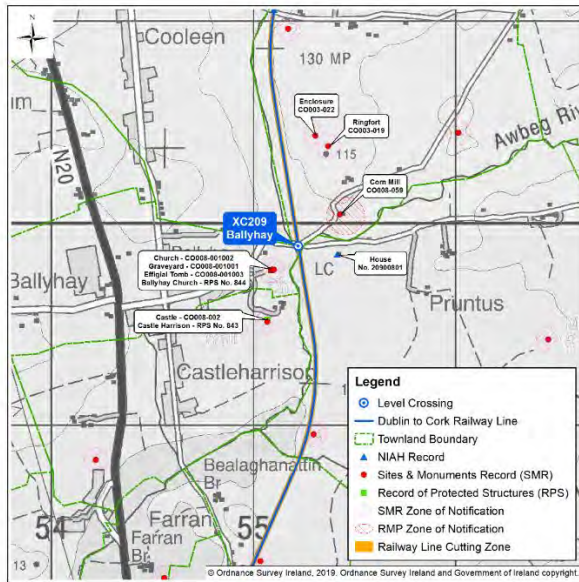 N
Cooleen
130 MP
Enclosure
CO003-022
Ringfort
CO003-019
115
N20
Awbeg Riv
Corn Mill
CO008-059
XC209
Ballyhay
Church - CO008-001002
Graveyard - CO008-001001
Effigial Tomb - CO008-001003
Ballyhay Church - RPS No. 844
LC
House
No. 20900801
Ballyhay
Pruntus
Castle - CO008-002
Castle Harrison - RPS No. 843
Castleharrison
Bealaghanattin
Br
54
55
Farran
Farran
Br
13
Legend
Level Crossing
Dublin to Cork Railway Line
Townland Boundary
NIAH Record
Sites & Monuments Record (SMR)
Record of Protected Structures (RPS)
SMR Zone of Notification
RMP Zone of Notification
Railway Line Cutting Zone
© Ordnance Survey Ireland, 2019. Ordnance Survey Ireland and Government of Ireland copyright